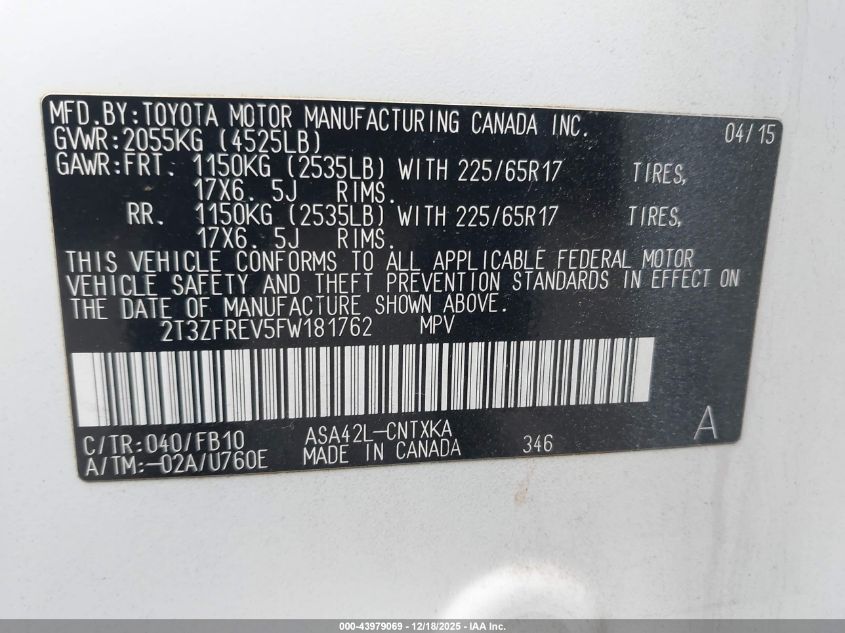 MFD.BY:TOYOTA MOTOR MANUFACTURING CANADA INC. 04/15
GVWR:2055KG (4525LB)
GAWR:FRT. 1150KG (2535LB) WITH 225/65R17 TIRES,
17X6.5J RIMS.
RR. 1150KG (2535LB) WITH 225/65R17 TIRES,
17X6.5J RIMS.
THIS VEHICLE CONFORMS TO ALL APPLICABLE FEDERAL MOTOR
VEHICLE SAFETY AND THEFT PREVENTION STANDARDS IN EFFECT ON
THE DATE OF MANUFACTURE SHOWN ABOVE.
2T3ZFREV5FW181762 MPV
C/TR:040/FB10 ASA42L-CNTXKA
A/TM:-02A/U760E MADE IN CANADA 346 A
000-43979069 - 12/18/2025 - IAA Inc.